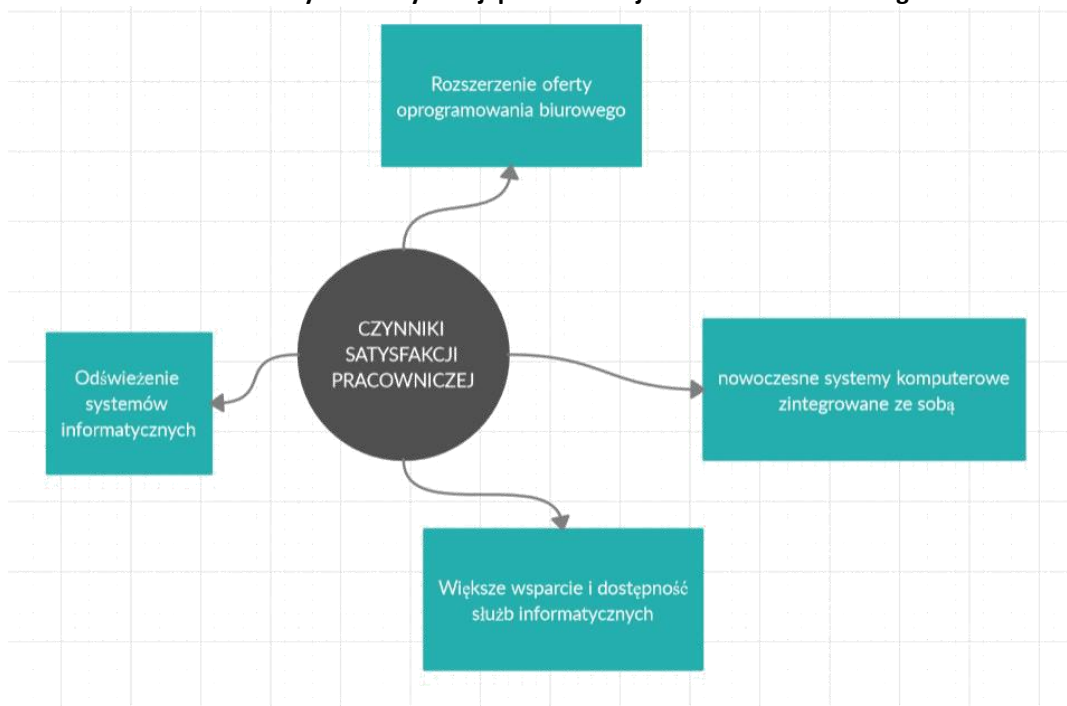 Rozszerzenie oferty
oprogramowania biurowego
CZYNNIKI
SATYSFAKCJI
PRACOWNICZEJ
Odświeżenie
systemów
informatycznych
nowoczesne systemy komputerowe
zintegrowane ze sobą
Większe wsparcie i dostępność
służb informatycznych